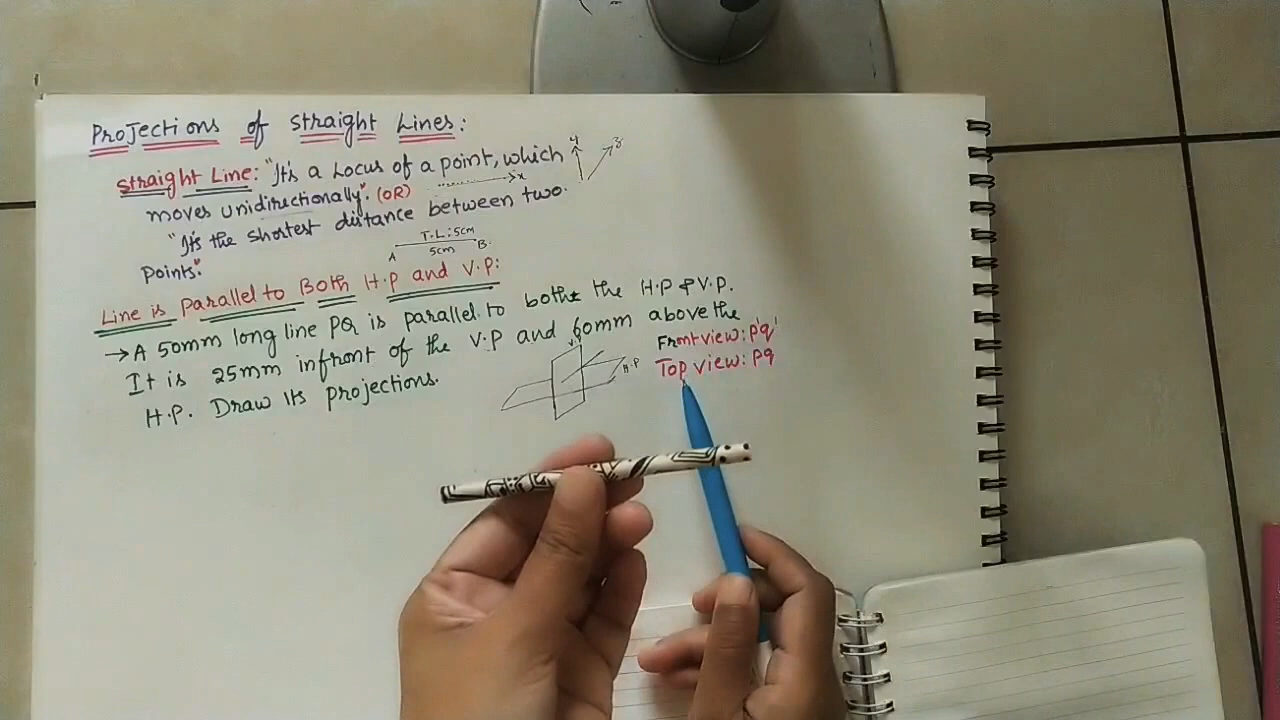 Projections of straight Lines:
straight Line: "It's a Locus of a point, which
moves unidirectionally". (OR)
"It's the shortest distance between two
Points."
x
y
z
T.L: 5cm
A 5cm B.
Line is parallel to Both H.P and V.P:
→ A 50mm long line PQ is parallel to both the H.P & V.P.
It is 25mm infront of the V.P and 60mm above the
H.P. Draw its projections.
V.P
H.P
Front view: p'q'
Top view: pq